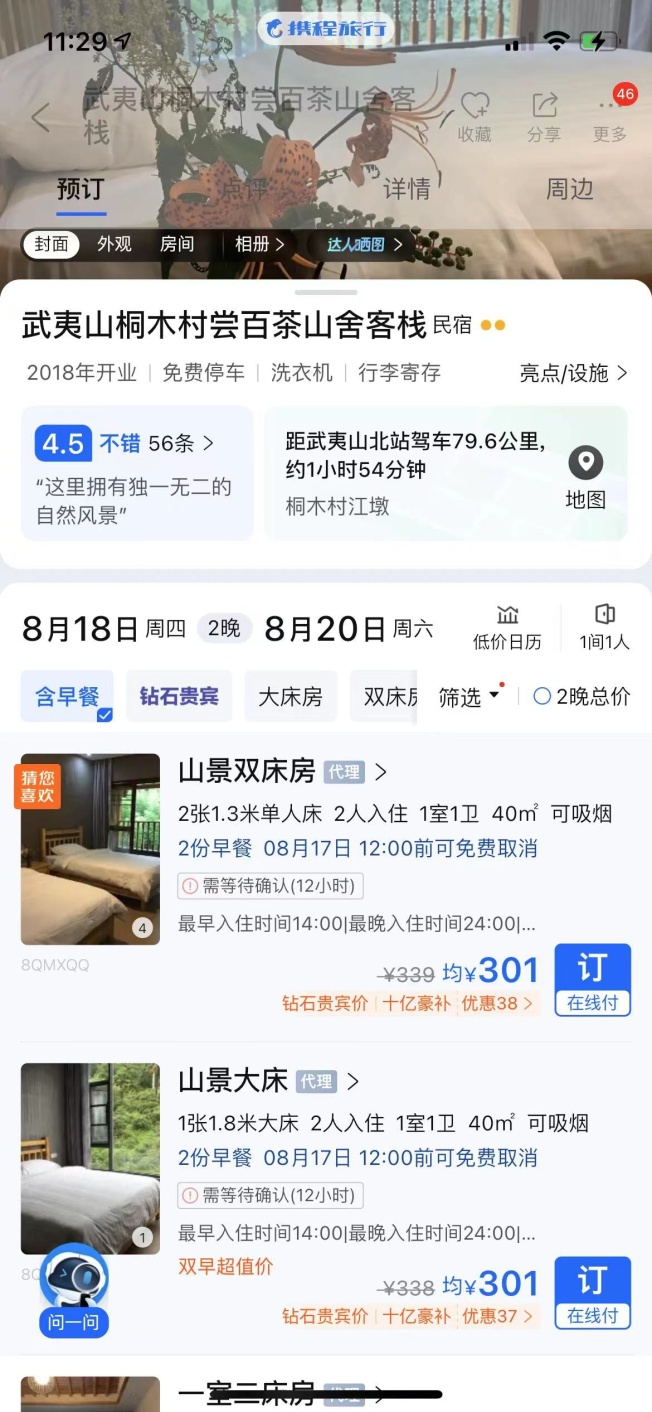 11:29
携程旅行
武夷山桐木村尝百茶山舍客栈
46
收藏 分享 更多
预订 点评 详情 周边
封面 外观 房间 相册 > 达人晒图 >
武夷山桐木村尝百茶山舍客栈 民宿
2018年开业 | 免费停车 | 洗衣机 | 行李寄存 亮点/设施 >
4.5 不错 56条 >
“这里拥有独一无二的
自然风景”
距武夷山北站驾车79.6公里,
约1小时54分钟
桐木村江墩
地图
8月18日 周四 2晚 8月20日 周六
低价日历 1间1人
含早餐 钻石贵宾 大床房 双床房 筛选 2晚总价
猜您
喜欢
山景双床房 代理 >
2张1.3米单人床 2人入住 1室1卫 40㎡ 可吸烟
2份早餐 08月17日 12:00前可免费取消
需等待确认(12小时)
最早入住时间14:00|最晚入住时间24:00|...
4
8QMXQQ
¥339 均¥301 订
钻石贵宾价 | 十亿豪补 | 优惠38 > 在线付
山景大床 代理 >
1张1.8米大床 2人入住 1室1卫 40㎡ 可吸烟
2份早餐 08月17日 12:00前可免费取消
需等待确认(12小时)
最早入住时间14:00|最晚入住时间24:00|...
1
双早超值价
¥338 均¥301 订
钻石贵宾价 | 十亿豪补 | 优惠37 > 在线付
问一问
一室二床房 代理 >